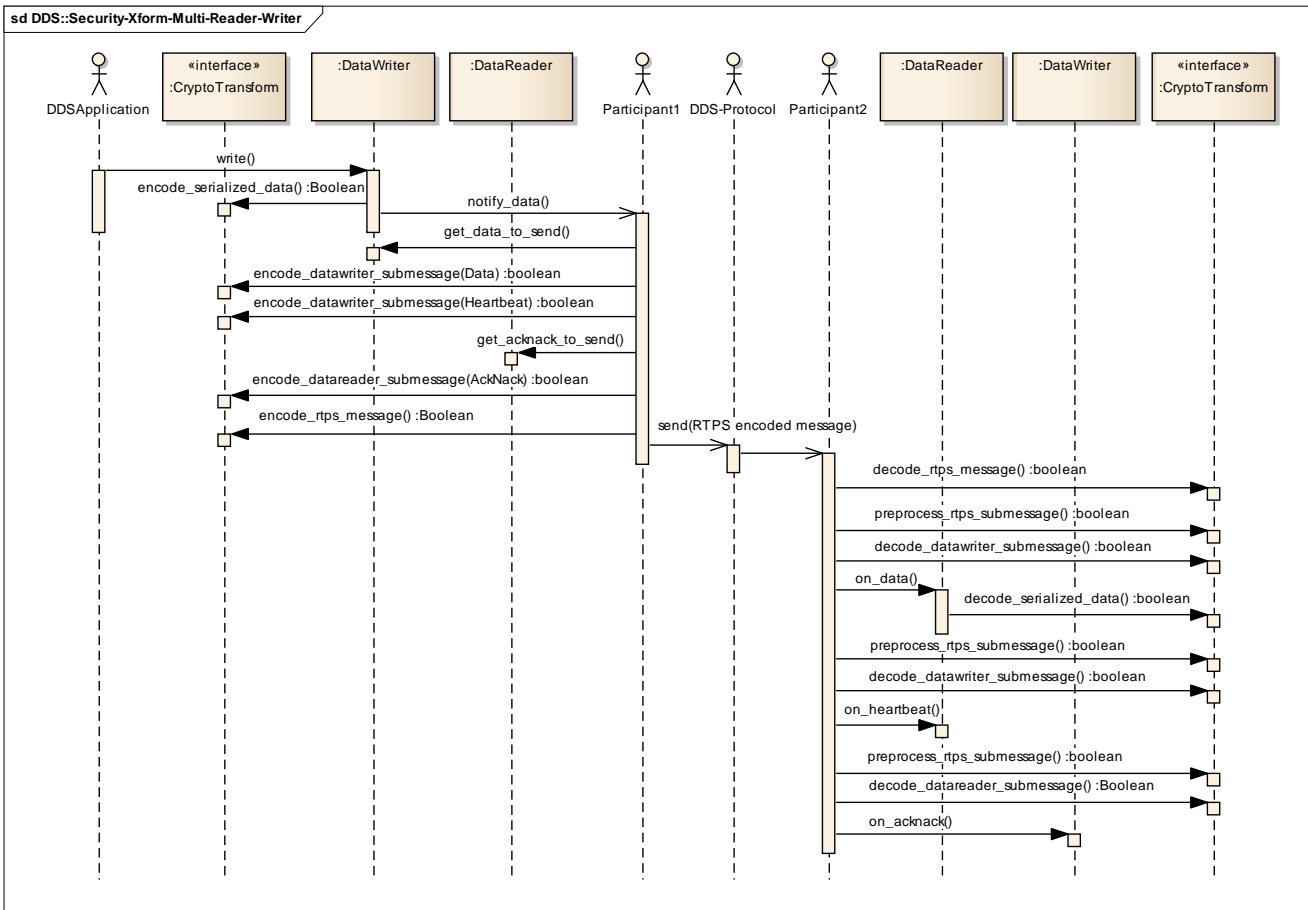 sd DDS::Security-Xform-Multi-Reader-Writer
DDSApplication
«interface»
:CryptoTransform
:DataWriter
:DataReader
Participant1
DDS-Protocol
Participant2
:DataReader
:DataWriter
«interface»
:CryptoTransform
write()
encode_serialized_data() :Boolean
notify_data()
get_data_to_send()
encode_datawriter_submessage(Data) :boolean
encode_datawriter_submessage(Heartbeat) :boolean
get_acknack_to_send()
encode_datareader_submessage(AckNack) :boolean
encode_rtps_message() :Boolean
send(RTPS encoded message)
decode_rtps_message() :boolean
preprocess_rtps_submessage() :boolean
decode_datawriter_submessage() :boolean
on_data()
decode_serialized_data() :boolean
preprocess_rtps_submessage() :boolean
decode_datawriter_submessage() :boolean
on_heartbeat()
preprocess_rtps_submessage() :boolean
decode_datareader_submessage() :Boolean
on_acknack()